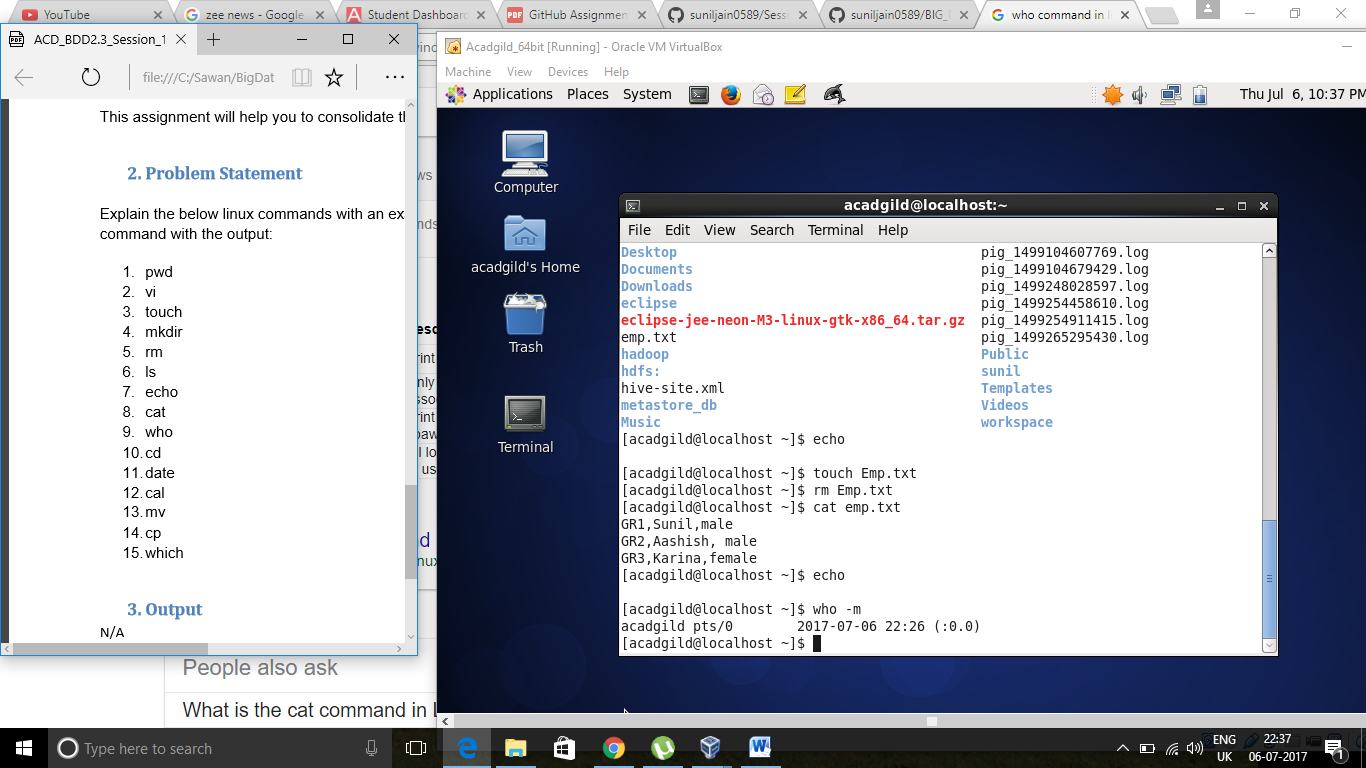 YouTube
zee news - Google
Student Dashboar
GitHub Assignmen
suniljain0589/Sess
suniljain0589/BIG_
who command in l
ACD_BDD2.3_Session_1
file:///C:/Sawan/BigDat
This assignment will help you to consolidate tl
2. Problem Statement
Explain the below linux commands with an ex
command with the output:
1. pwd
2. vi
3. touch
4. mkdir
5. rm
6. ls
7. echo
8. cat
9. who
10. cd
11. date
12. cal
13. mv
14. cp
15. which
3. Output
N/A
People also ask
What is the cat command in l
Acadgild_64bit [Running] - Oracle VM VirtualBox
Machine View Devices Help
Applications Places System
Thu Jul 6, 10:37 PM
Computer
acadgild's Home
Trash
Terminal
acadgild@localhost:~
File Edit View Search Terminal Help
Desktop pig_1499104607769.log
Documents pig_1499104679429.log
Downloads pig_1499248028597.log
eclipse pig_1499254458610.log
eclipse-jee-neon-M3-linux-gtk-x86_64.tar.gz pig_1499254911415.log
emp.txt pig_1499265295430.log
hadoop Public
hdfs: sunil
hive-site.xml Templates
metastore_db Videos
Music workspace
[acadgild@localhost ~]$ echo
[acadgild@localhost ~]$ touch Emp.txt
[acadgild@localhost ~]$ rm Emp.txt
[acadgild@localhost ~]$ cat emp.txt
GR1,Sunil,male
GR2,Aashish, male
GR3,Karina,female
[acadgild@localhost ~]$ echo
[acadgild@localhost ~]$ who -m
acadgild pts/0 2017-07-06 22:26 (:0.0)
[acadgild@localhost ~]$
Type here to search
ENG
UK
22:37
06-07-2017